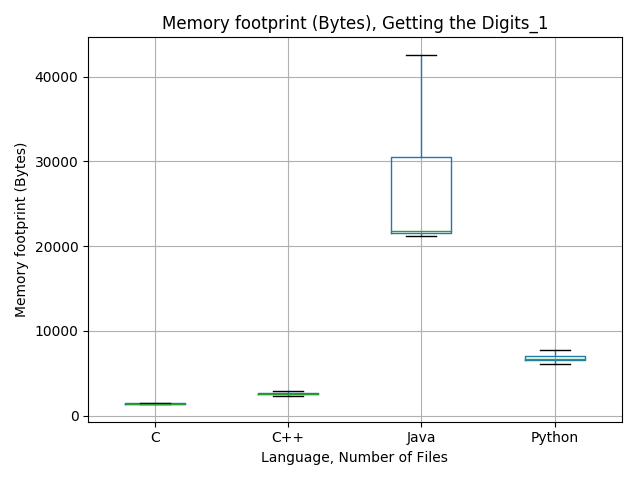 Memory footprint (Bytes), Getting the Digits_1
40000
30000
20000
10000
0
Memory footprint (Bytes)
C C++ Java Python
Language, Number of Files